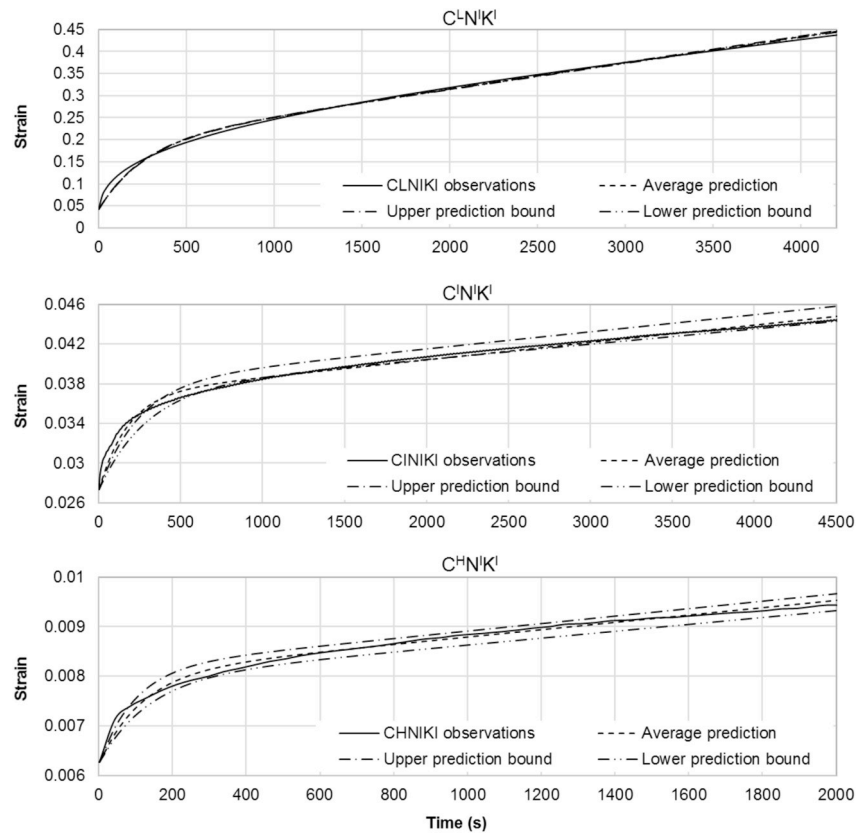 CᴸNᴵKᴵ
0.45
0.4
0.35
0.3
0.25
0.2
0.15
0.1
0.05
0
Strain
CLNIKI observations Average prediction
Upper prediction bound Lower prediction bound
0 500 1000 1500 2000 2500 3000 3500 4000
CᴵNᴵKᴵ
0.046
0.042
0.038
0.034
0.03
0.026
Strain
CINIKI observations Average prediction
Upper prediction bound Lower prediction bound
0 500 1000 1500 2000 2500 3000 3500 4000 4500
CᴴNᴵKᴵ
0.01
0.009
0.008
0.007
0.006
Strain
CHNIKI observations Average prediction
Upper prediction bound Lower prediction bound
0 200 400 600 800 1000 1200 1400 1600 1800 2000
Time (s)